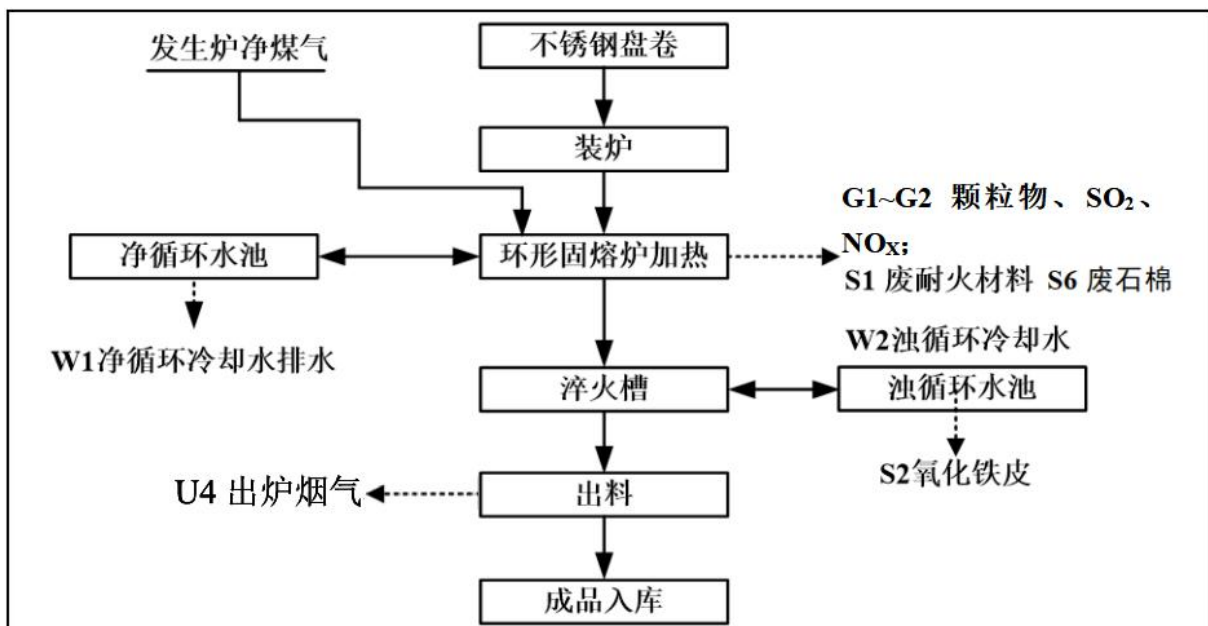 不锈钢盘卷
发生炉净煤气
装炉
G1~G2 颗粒物、SO₂、
NOX;
净循环水池
环形固熔炉加热
S1 废耐火材料 S6 废石棉
W1净循环冷却水排水
W2浊循环冷却水
淬火槽
浊循环水池
S2氧化铁皮
U4 出炉烟气
出料
成品入库